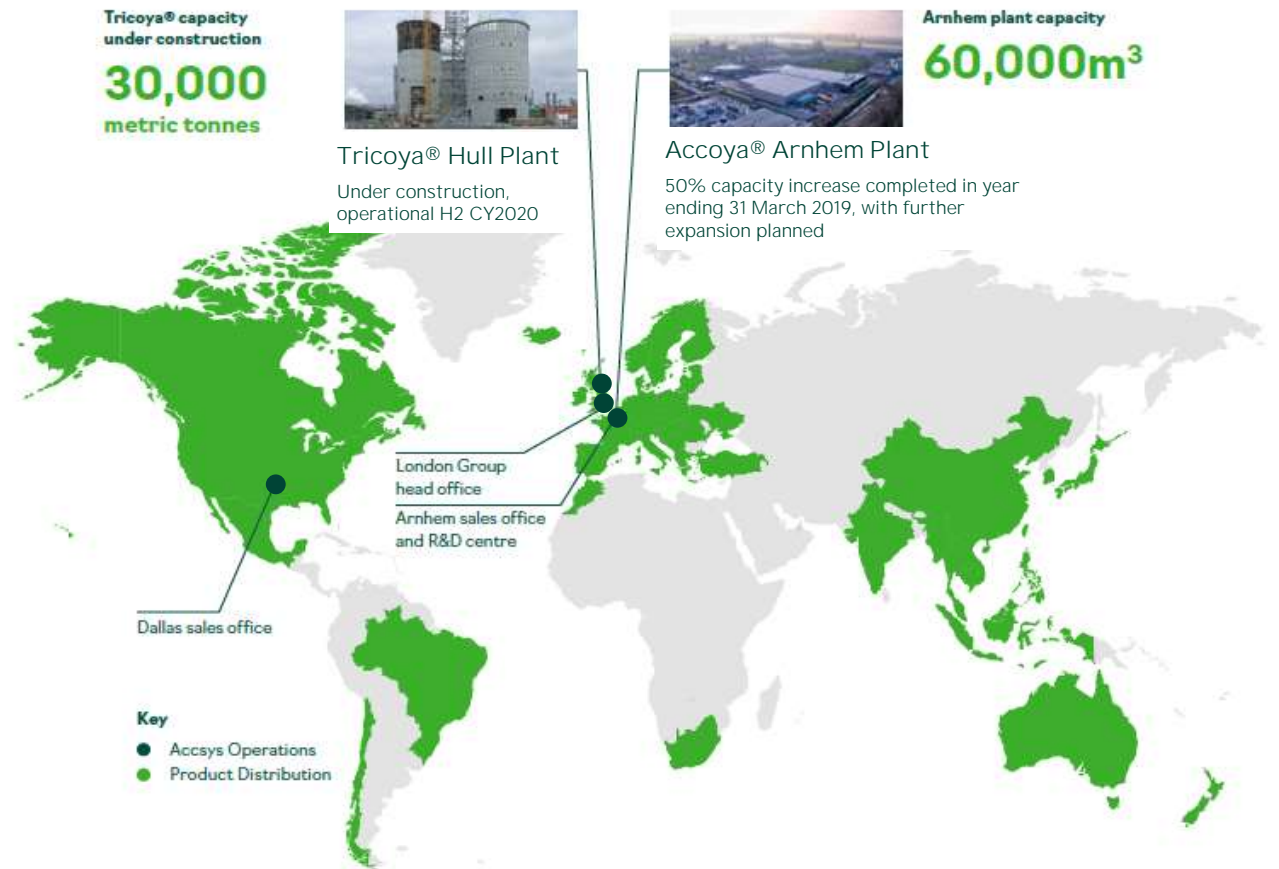 Tricoya® capacity
under construction
30,000
metric tonnes
Tricoya® Hull Plant
Under construction,
operational H2 CY2020
Accoya® Arnhem Plant
50% capacity increase completed in year
ending 31 March 2019, with further
expansion planned
Arnhem plant capacity
60,000m³
London Group
head office
Arnhem sales office
and R&D centre
Dallas sales office
Key
Accsys Operations
Product Distribution